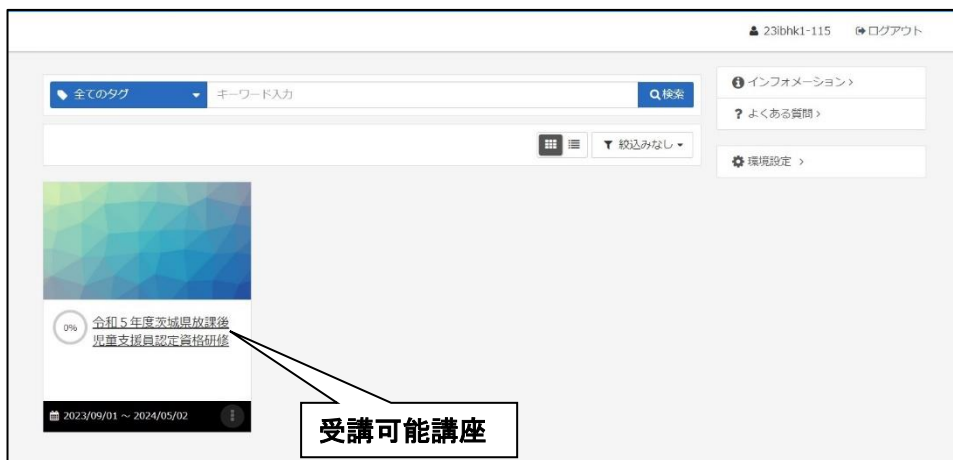 23ibhk1-115 ログアウト
全てのタグ キーワード入力 検索
インフォメーション >
? よくある質問 >
絞込みなし
環境設定 >
0%
令和5年度茨城県放課後
児童支援員認定資格研修
2023/09/01 ～ 2024/05/02
受講可能講座